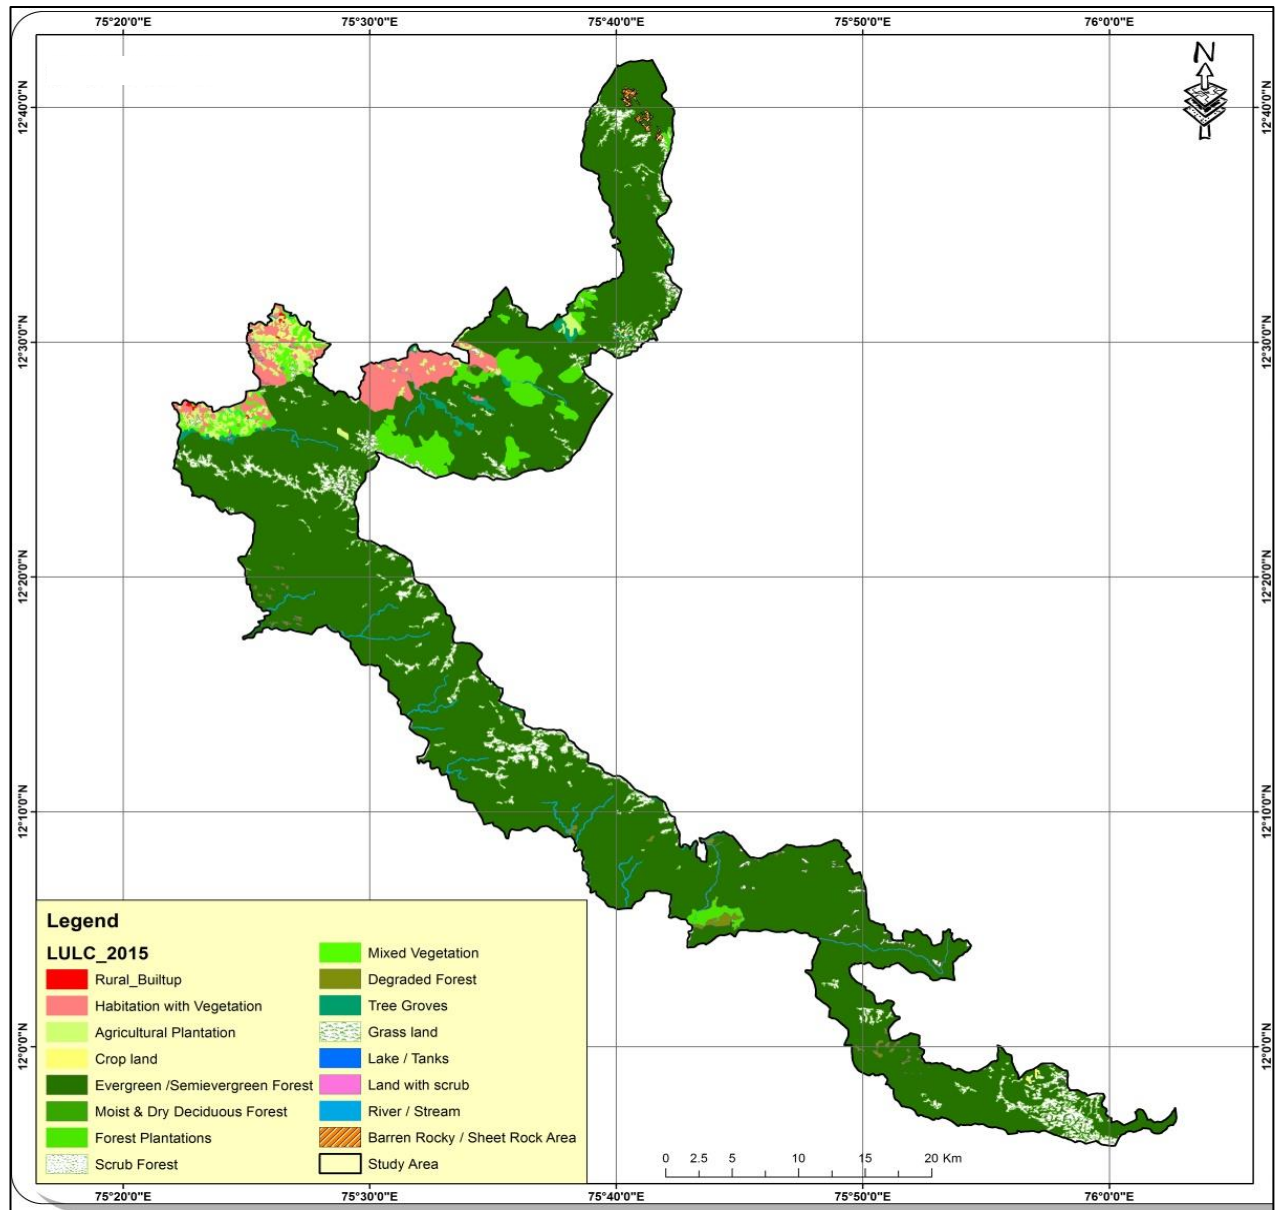 75°20'0"E 75°30'0"E 75°40'0"E 75°50'0"E 76°0'0"E
N
12°40'0"N 12°40'0"N
12°30'0"N 12°30'0"N
12°20'0"N 12°20'0"N
12°10'0"N 12°10'0"N
12°0'0"N 12°0'0"N
Legend
LULC_2015
Rural_Builtup
Habitation with Vegetation
Agricultural Plantation
Crop land
Evergreen /Semievergreen Forest
Moist & Dry Deciduous Forest
Forest Plantations
Scrub Forest
Mixed Vegetation
Degraded Forest
Tree Groves
Grass land
Lake / Tanks
Land with scrub
River / Stream
Barren Rocky / Sheet Rock Area
Study Area
0 2.5 5 10 15 20 Km
75°20'0"E 75°30'0"E 75°40'0"E 75°50'0"E 76°0'0"E